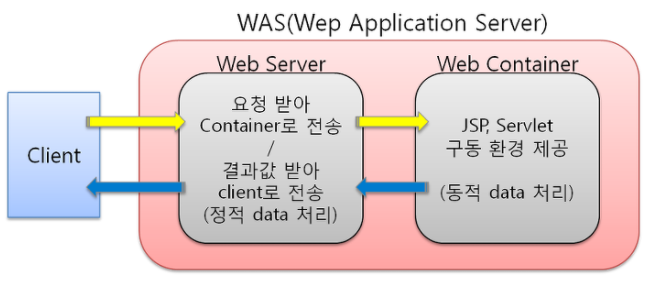 WAS(Wep Application Server)
Web Server
Web Container
Client
요청 받아
Container로 전송
/
결과값 받아
client로 전송
(정적 data 처리)
JSP, Servlet
구동 환경 제공
(동적 data 처리)